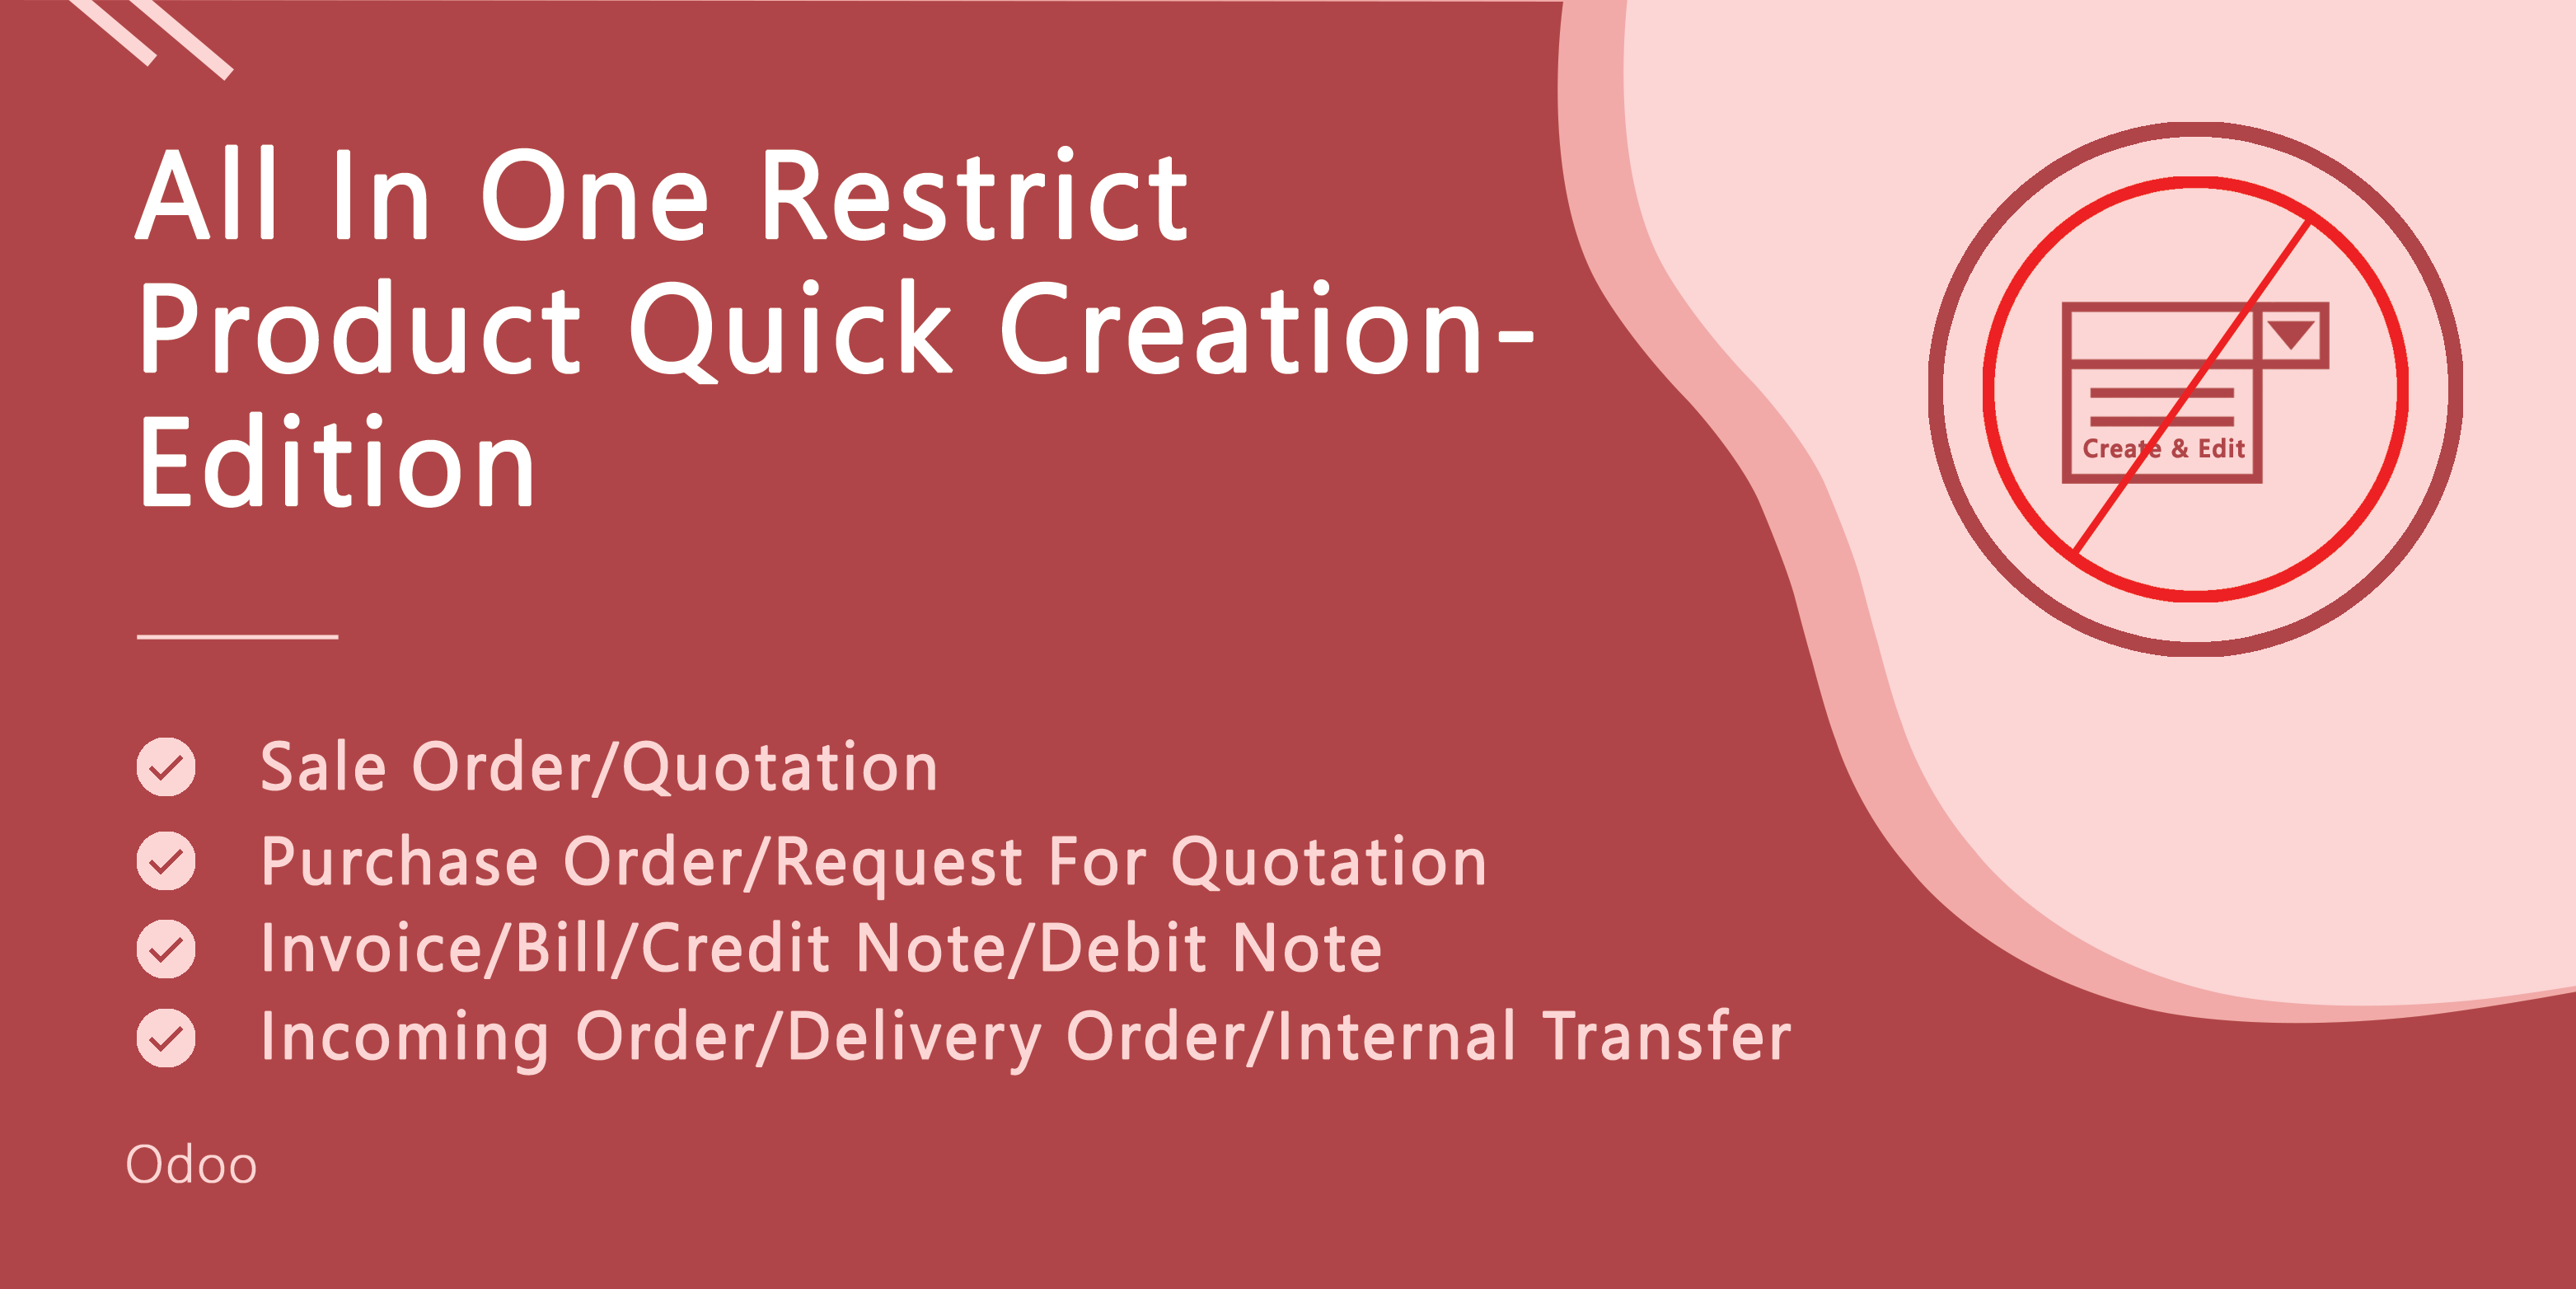 All In One Restrict
Product Quick Creation-
Edition
Create & Edit
Sale Order/Quotation
Purchase Order/Request For Quotation
Invoice/Bill/Credit Note/Debit Note
Incoming Order/Delivery Order/Internal Transfer
Odoo